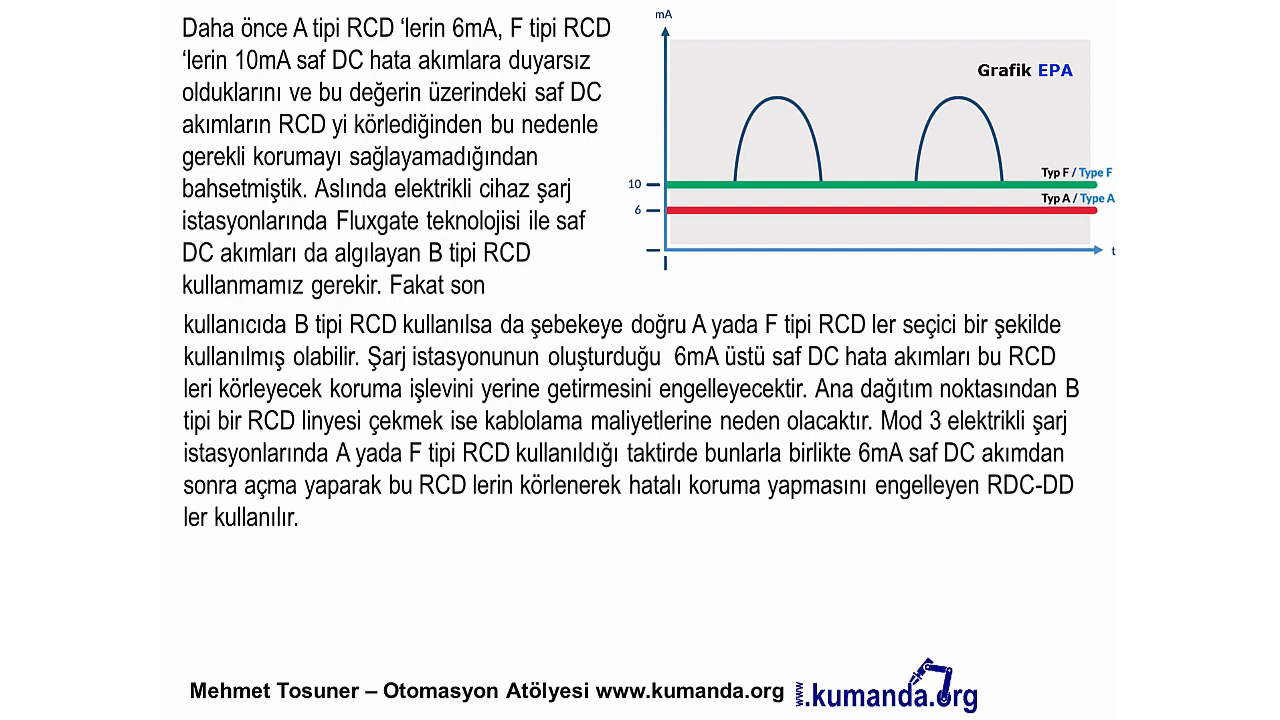 Daha önce A tipi RCD ‘lerin 6mA, F tipi RCD
‘lerin 10mA saf DC hata akımlara duyarsız
olduklarını ve bu değerin üzerindeki saf DC
akımların RCD yi körlediğinden bu nedenle
gerekli korumayı sağlayamadığından
bahsetmiştik. Aslında elektrikli cihaz şarj
istasyonlarında Fluxgate teknolojisi ile saf
DC akımları da algılayan B tipi RCD
kullanmamız gerekir. Fakat son
mA
Grafik EPA
Typ F / Type F
10
Typ A / Type A
6
t
kullanıcıda B tipi RCD kullanılsa da şebekeye doğru A yada F tipi RCD ler seçici bir şekilde
kullanılmış olabilir. Şarj istasyonunun oluşturduğu 6mA üstü saf DC hata akımları bu RCD
leri körleyecek koruma işlevini yerine getirmesini engelleyecektir. Ana dağıtım noktasından B
tipi bir RCD linyesi çekmek ise kablolama maliyetlerine neden olacaktır. Mod 3 elektrikli şarj
istasyonlarında A yada F tipi RCD kullanıldığı taktirde bunlarla birlikte 6mA saf DC akımdan
sonra açma yaparak bu RCD lerin körlenerek hatalı koruma yapmasını engelleyen RDC-DD
ler kullanılır.
Mehmet Tosuner – Otomasyon Atölyesi www.kumanda.org
www.kumanda.org